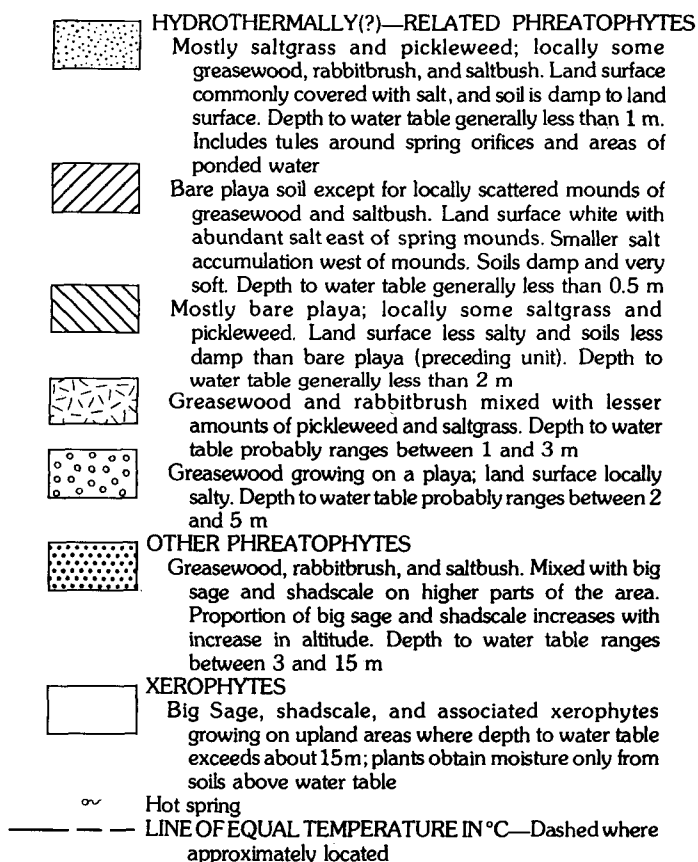 HYDROTHERMALLY(?)—RELATED PHREATOPHYTES
Mostly saltgrass and pickleweed; locally some
greasewood, rabbitbrush, and saltbush. Land surface
commonly covered with salt, and soil is damp to land
surface. Depth to water table generally less than 1 m.
Includes tules around spring orifices and areas of
ponded water
Bare playa soil except for locally scattered mounds of
greasewood and saltbush. Land surface white with
abundant salt east of spring mounds. Smaller salt
accumulation west of mounds. Soils damp and very
soft. Depth to water table generally less than 0.5 m
Mostly bare playa; locally some saltgrass and
pickleweed. Land surface less salty and soils less
damp than bare playa (preceding unit). Depth to
water table generally less than 2 m
Greasewood and rabbitbrush mixed with lesser
amounts of pickleweed and saltgrass. Depth to water
table probably ranges between 1 and 3 m
Greasewood growing on a playa; land surface locally
salty. Depth to water table probably ranges between 2
and 5 m
OTHER PHREATOPHYTES
Greasewood, rabbitbrush, and saltbush. Mixed with big
sage and shadscale on higher parts of the area.
Proportion of big sage and shadscale increases with
increase in altitude. Depth to water table ranges
between 3 and 15 m
XEROPHYTES
Big Sage, shadscale, and associated xerophytes
growing on upland areas where depth to water table
exceeds about 15m; plants obtain moisture only from
soils above water table
Hot spring
LINE OF EQUAL TEMPERATURE IN °C—Dashed where
approximately located